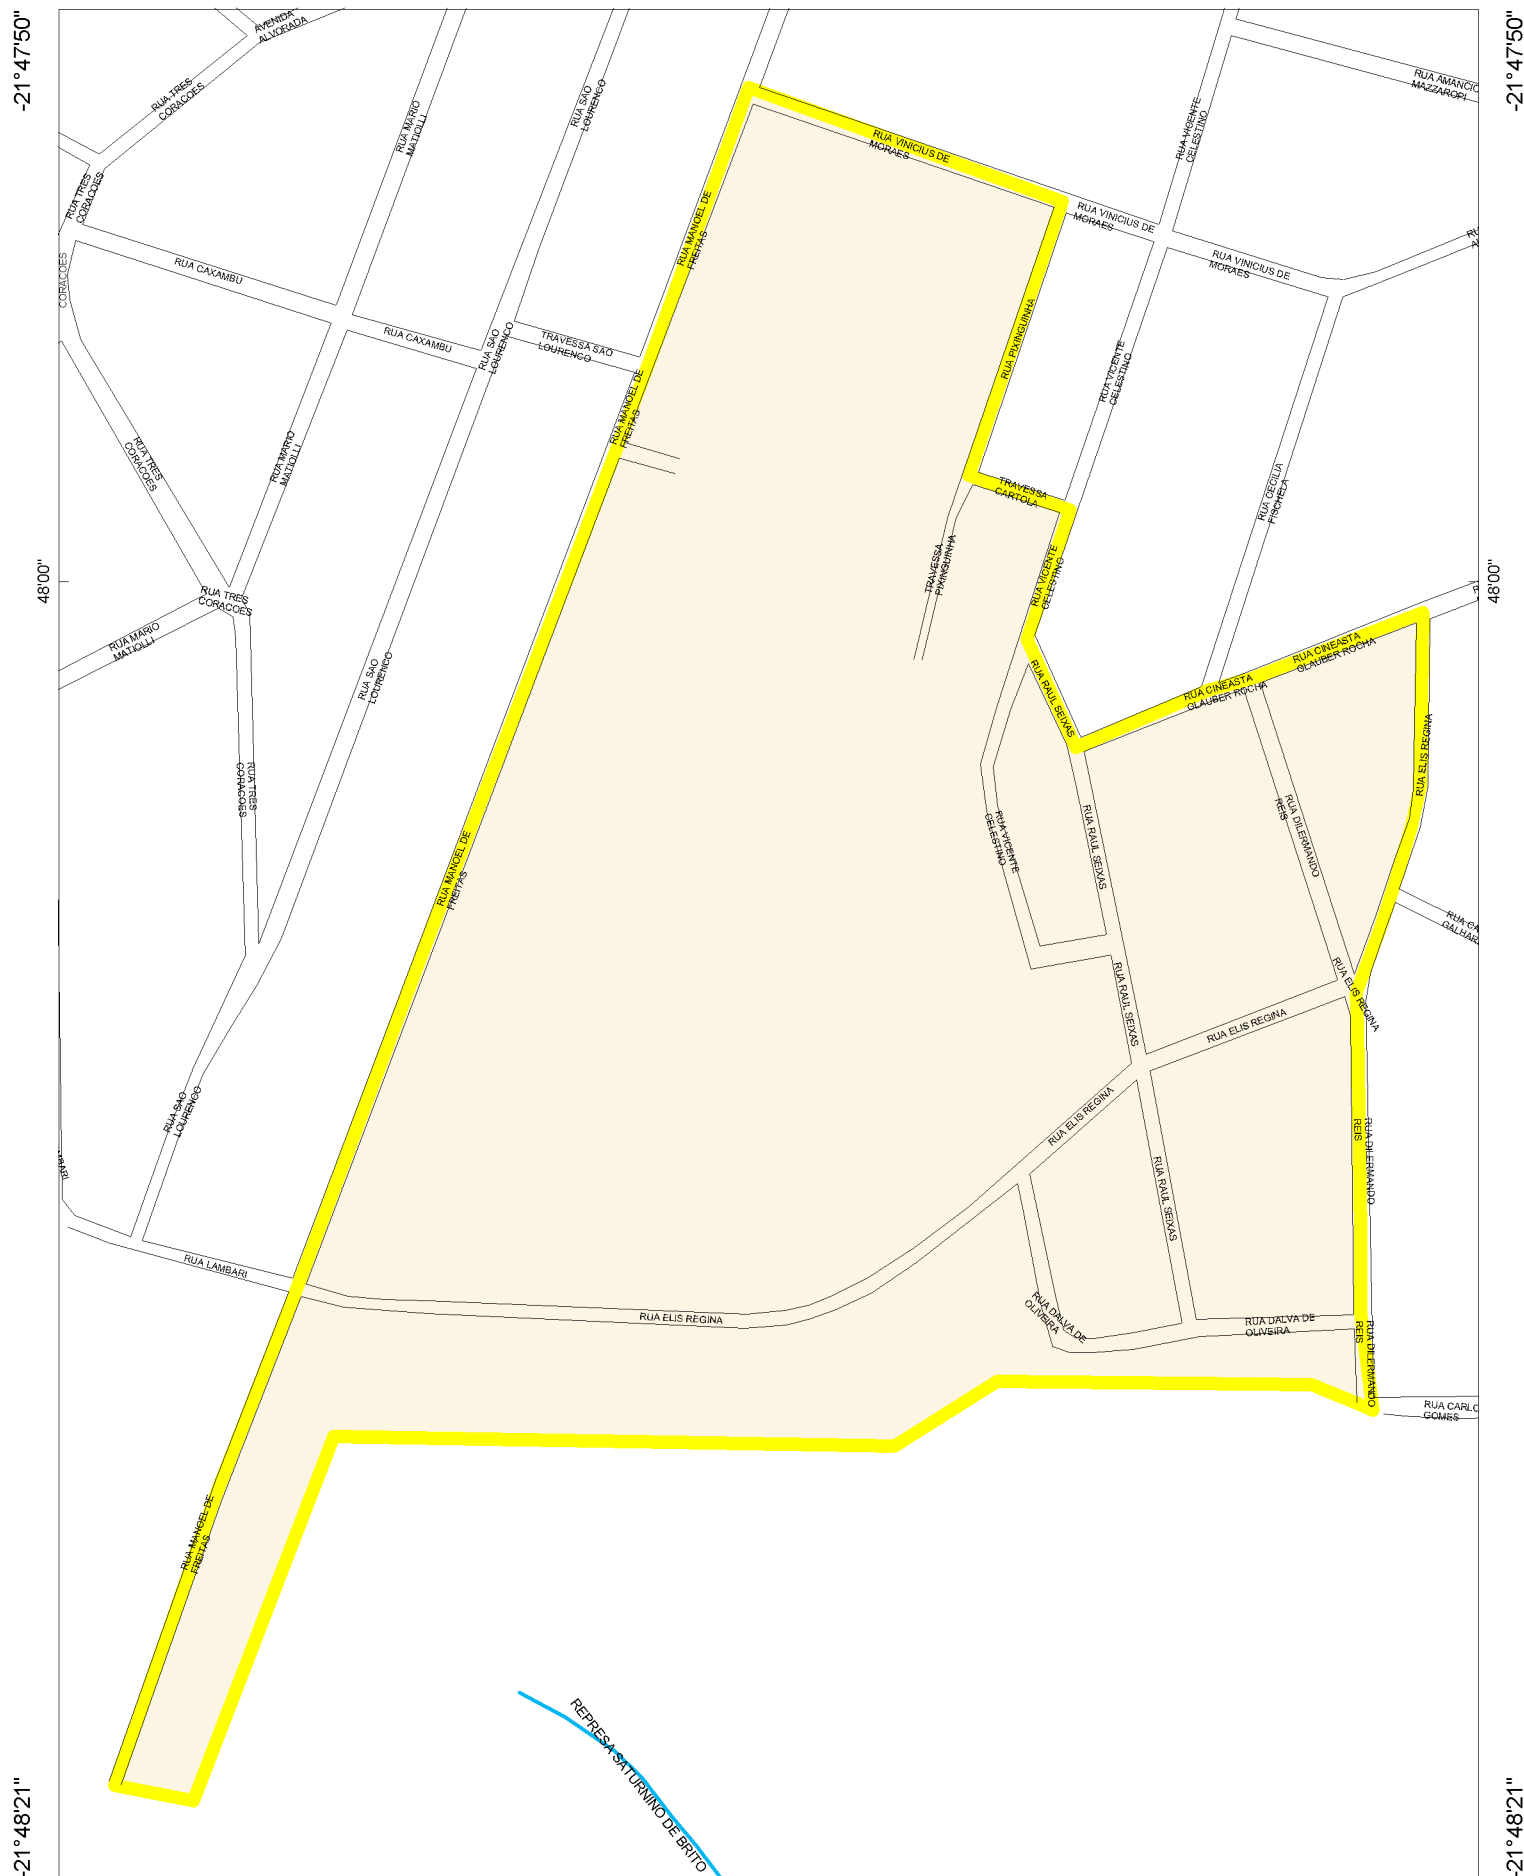 -21°47'50"
-21°47'50"
AVENIDA
ALVORADA
RUA TRES
CORACOES
RUA MARIO
MATIOLLI
RUA SAO
LOURENCO
RUA AMANCIO
MAZZAROPI
RUA VICENTE
CELESTINO
RUA VINICIUS DE
MORAES
RUA TRES
CORACOES
RUA MANOEL DE
FREITAS
RUA VINICIUS DE
MORAES
RUA VINICIUS DE
MORAES
CORACOES
RUA CAXAMBU
RUA CAXAMBU
RUA SAO
LOURENCO
TRAVESSA SAO
LOURENCO
RUA PIXINGUINHA
RUA VICENTE
CELESTINO
RUA MANOEL DE
FREITAS
RUA TRES
CORACOES
RUA MARIO
MATIOLLI
RUA CECILIA
FISCHELA
TRAVESSA
CARTOLA
TRAVESSA
PIXINGUINHA
RUA VICENTE
CELESTINO
48'00"
48'00"
RUA TRES
CORACOES
RUA MARIO
MATIOLLI
RUA SAO
LOURENCO
RUA RAUL SEIXAS
RUA CINEASTA
GLAUBER ROCHA
RUA CINEASTA
GLAUBER ROCHA
RUA ELIS REGINA
RUA TRES
CORACOES
RUA MANOEL DE
FREITAS
RUA VICENTE
CELESTINO
RUA RAUL SEIXAS
RUA DILERMANDO
REIS
RUA CA
GALHAR
RUA RAUL SEIXAS
RUA ELIS REGINA
RUA ELIS REGINA
RUA SAO
LOURENCO
RUA ELIS REGINA
RUA DILERMANDO
REIS
MBARI
RUA RAUL SEIXAS
RUA LAMBARI
RUA ELIS REGINA
RUA DALVA DE
OLIVEIRA
RUA DALVA DE
OLIVEIRA
RUA DILERMANDO
REIS
RUA CARLO
GOMES
RUA MANOEL DE
FREITAS
REPRESA SATURNINO DE BRITO
-21°48'21"
-21°48'21"